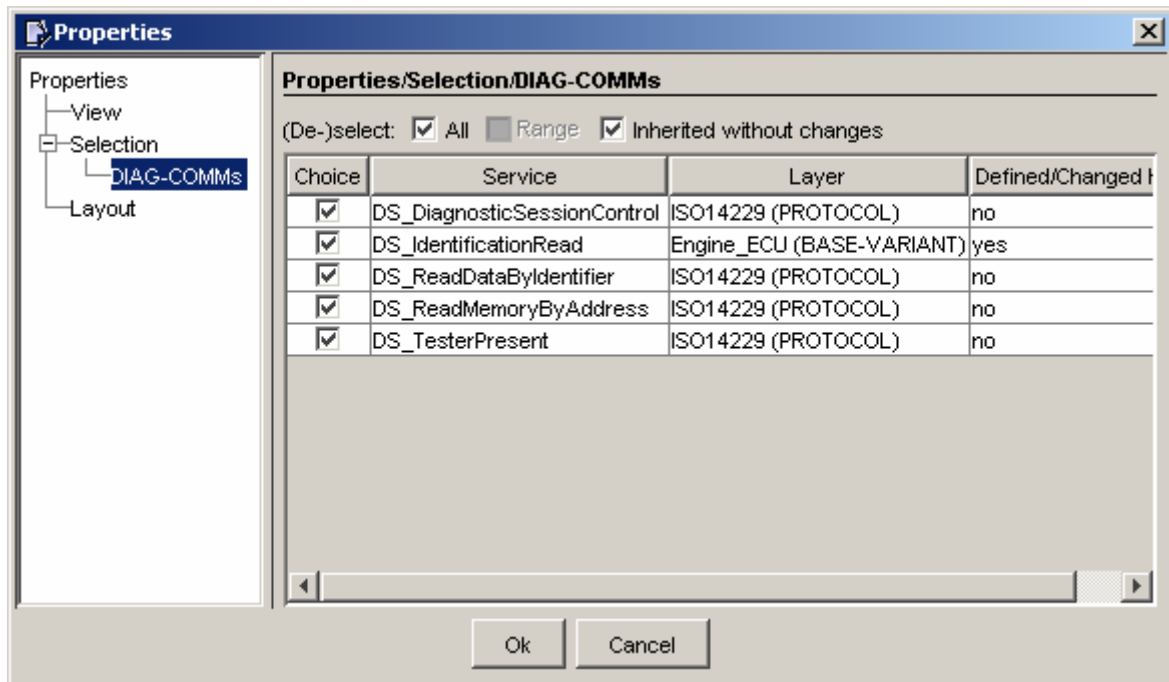 Properties
Properties
View
Selection
DIAG-COMMs
Layout
Properties/Selection/DIAG-COMMs
(De-)select: All Range Inherited without changes
Choice Service Layer Defined/Changed H
DS_DiagnosticSessionControl ISO14229 (PROTOCOL) no
DS_IdentificationRead Engine_ECU (BASE-VARIANT) yes
DS_ReadDataByIdentifier ISO14229 (PROTOCOL) no
DS_ReadMemoryByAddress ISO14229 (PROTOCOL) no
DS_TesterPresent ISO14229 (PROTOCOL) no
Ok Cancel